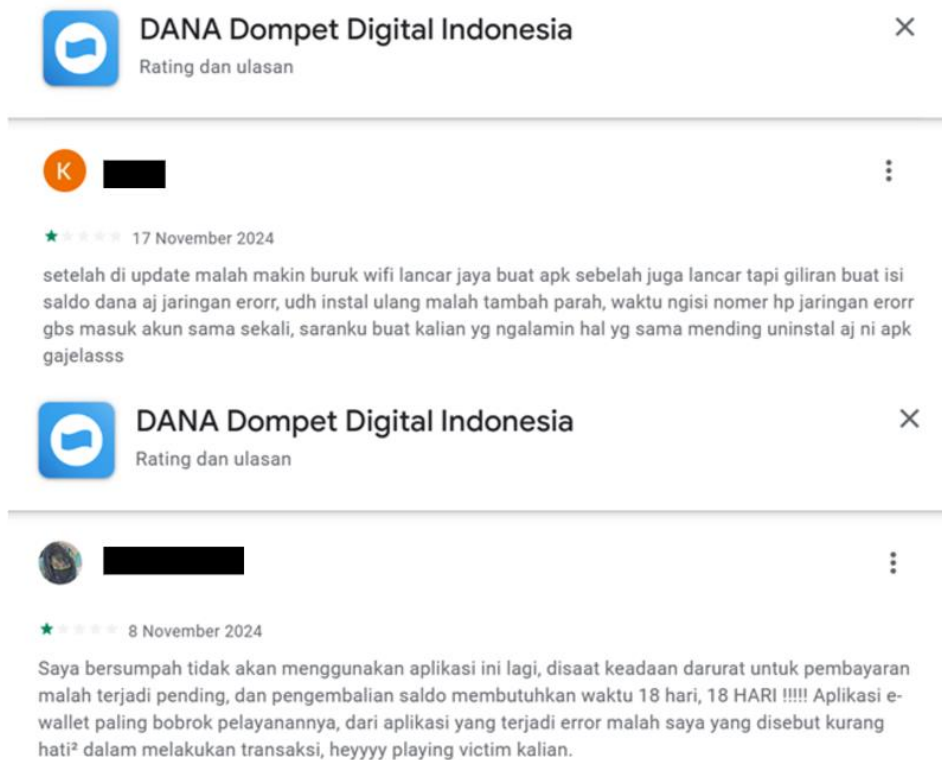 DANA Dompet Digital Indonesia
Rating dan ulasan
K
17 November 2024
setelah di update malah makin buruk wifi lancar jaya buat apk sebelah juga lancar tapi giliran buat isi
saldo dana aj jaringan erorr, udh instal ulang malah tambah parah, waktu ngisi nomer hp jaringan erorr
gbs masuk akun sama sekali, saranku buat kalian yg ngalamin hal yg sama mending uninstal aj ni apk
gajelasss
DANA Dompet Digital Indonesia
Rating dan ulasan
8 November 2024
Saya bersumpah tidak akan menggunakan aplikasi ini lagi, disaat keadaan darurat untuk pembayaran
malah terjadi pending, dan pengembalian saldo membutuhkan waktu 18 hari, 18 HARI !!!!! Aplikasi e-
wallet paling bobrok pelayanannya, dari aplikasi yang terjadi error malah saya yang disebut kurang
hati² dalam melakukan transaksi, heyyyy playing victim kalian.